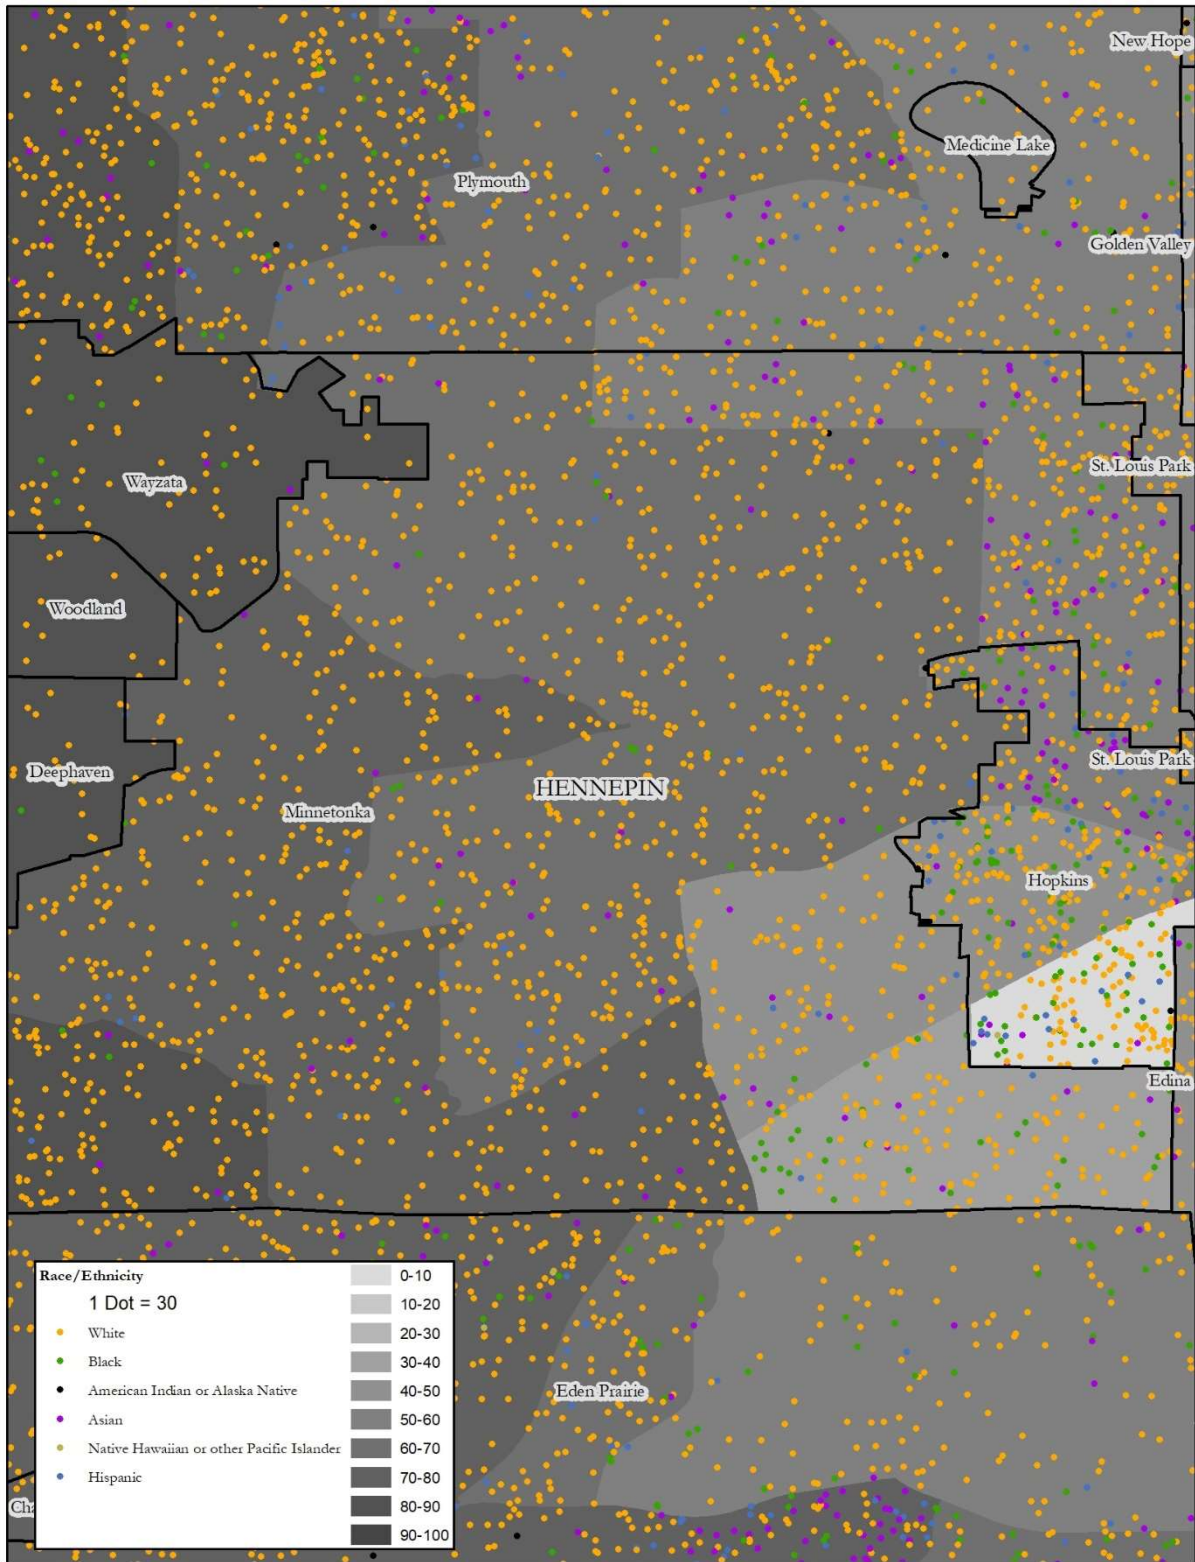 New Hope
Medicine Lake
Plymouth
Golden Valley
St. Louis Park
Wayzata
Woodland
St. Louis Park
Deephaven
HENNEPIN
Minnetonka
Hopkins
Edina
Eden Prairie
Cha
Race/Ethnicity
1 Dot = 30
White
Black
American Indian or Alaska Native
Asian
Native Hawaiian or other Pacific Islander
Hispanic
0-10
10-20
20-30
30-40
40-50
50-60
60-70
70-80
80-90
90-100